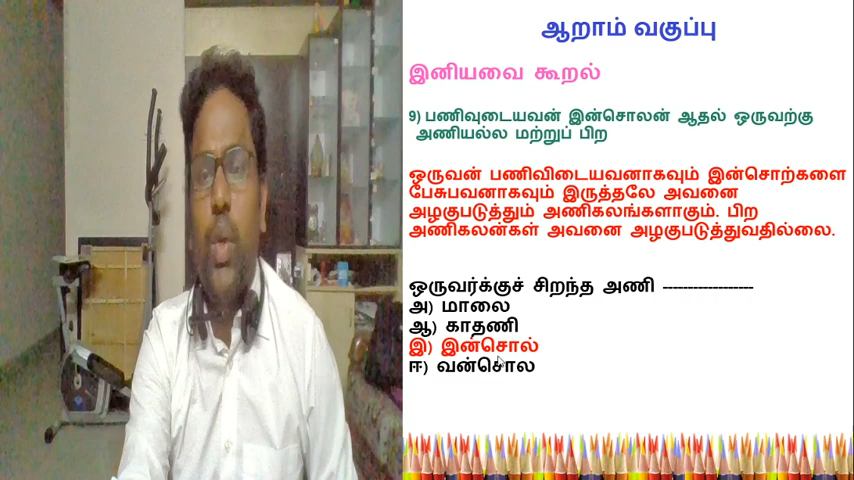 ஆறாம் வகுப்பு
இனியவை கூறல்
9) பணிவுடையவன் இன்சொலன் ஆதல் ஒருவற்கு
அணியல்ல மற்றுப் பிற
ஒருவன் பணிவிடையவனாகவும் இன்சொற்களை
பேசுபவனாகவும் இருத்தலே அவனை
அழகுபடுத்தும் அணிகலங்களாகும். பிற
அணிகலன்கள் அவனை அழகுபடுத்துவதில்லை.
ஒருவர்க்குச் சிறந்த அணி ------------------
அ) மாலை
ஆ) காதணி
இ) இன்சொல்
ஈ) வன்சொல